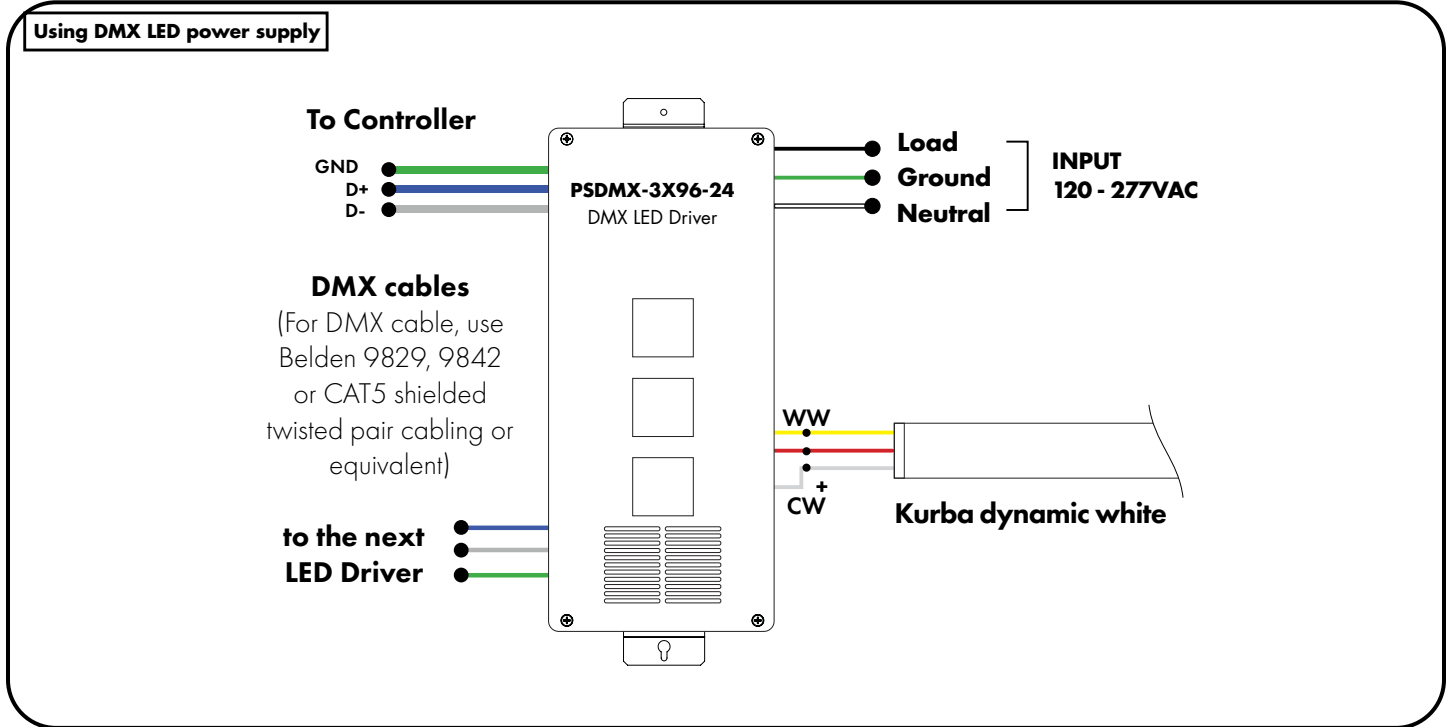 Using DMX LED power supply
To Controller
GND
D+
D-
DMX cables
(For DMX cable, use
Belden 9829, 9842
or CAT5 shielded
twisted pair cabling or
equivalent)
to the next
LED Driver
PSDMX-3X96-24
DMX LED Driver
Load
Ground
Neutral
INPUT
120 - 277VAC
WW
+
CW
Kurba dynamic white